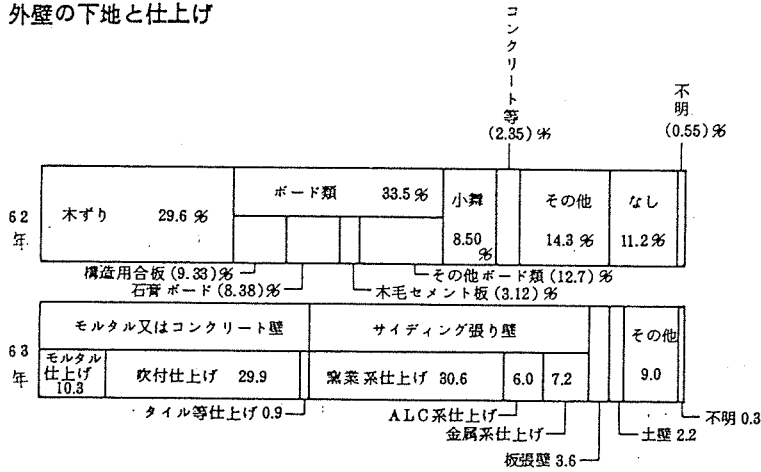 外壁の下地と仕上げ
コンクリート等
(2.35)%
不明
(0.55)%
62年
木ずり 29.6 %
ボード類 33.5 %
小舞
8.50
%
その他
14.3 %
なし
11.2 %
構造用合板 (9.33)%
その他ボード類 (12.7) %
石膏ボード (8.38)%
木毛セメント板 (3.12) %
63年
モルタル又はコンクリート壁
サイディング張り壁
その他
9.0
モルタル
仕上げ
10.3
吹付仕上げ 29.9
窯業系仕上げ 30.6
6.0
7.2
タイル等仕上げ 0.9
ALC系仕上げ
金属系仕上げ
板張壁 3.6
土壁 2.2
不明 0.3